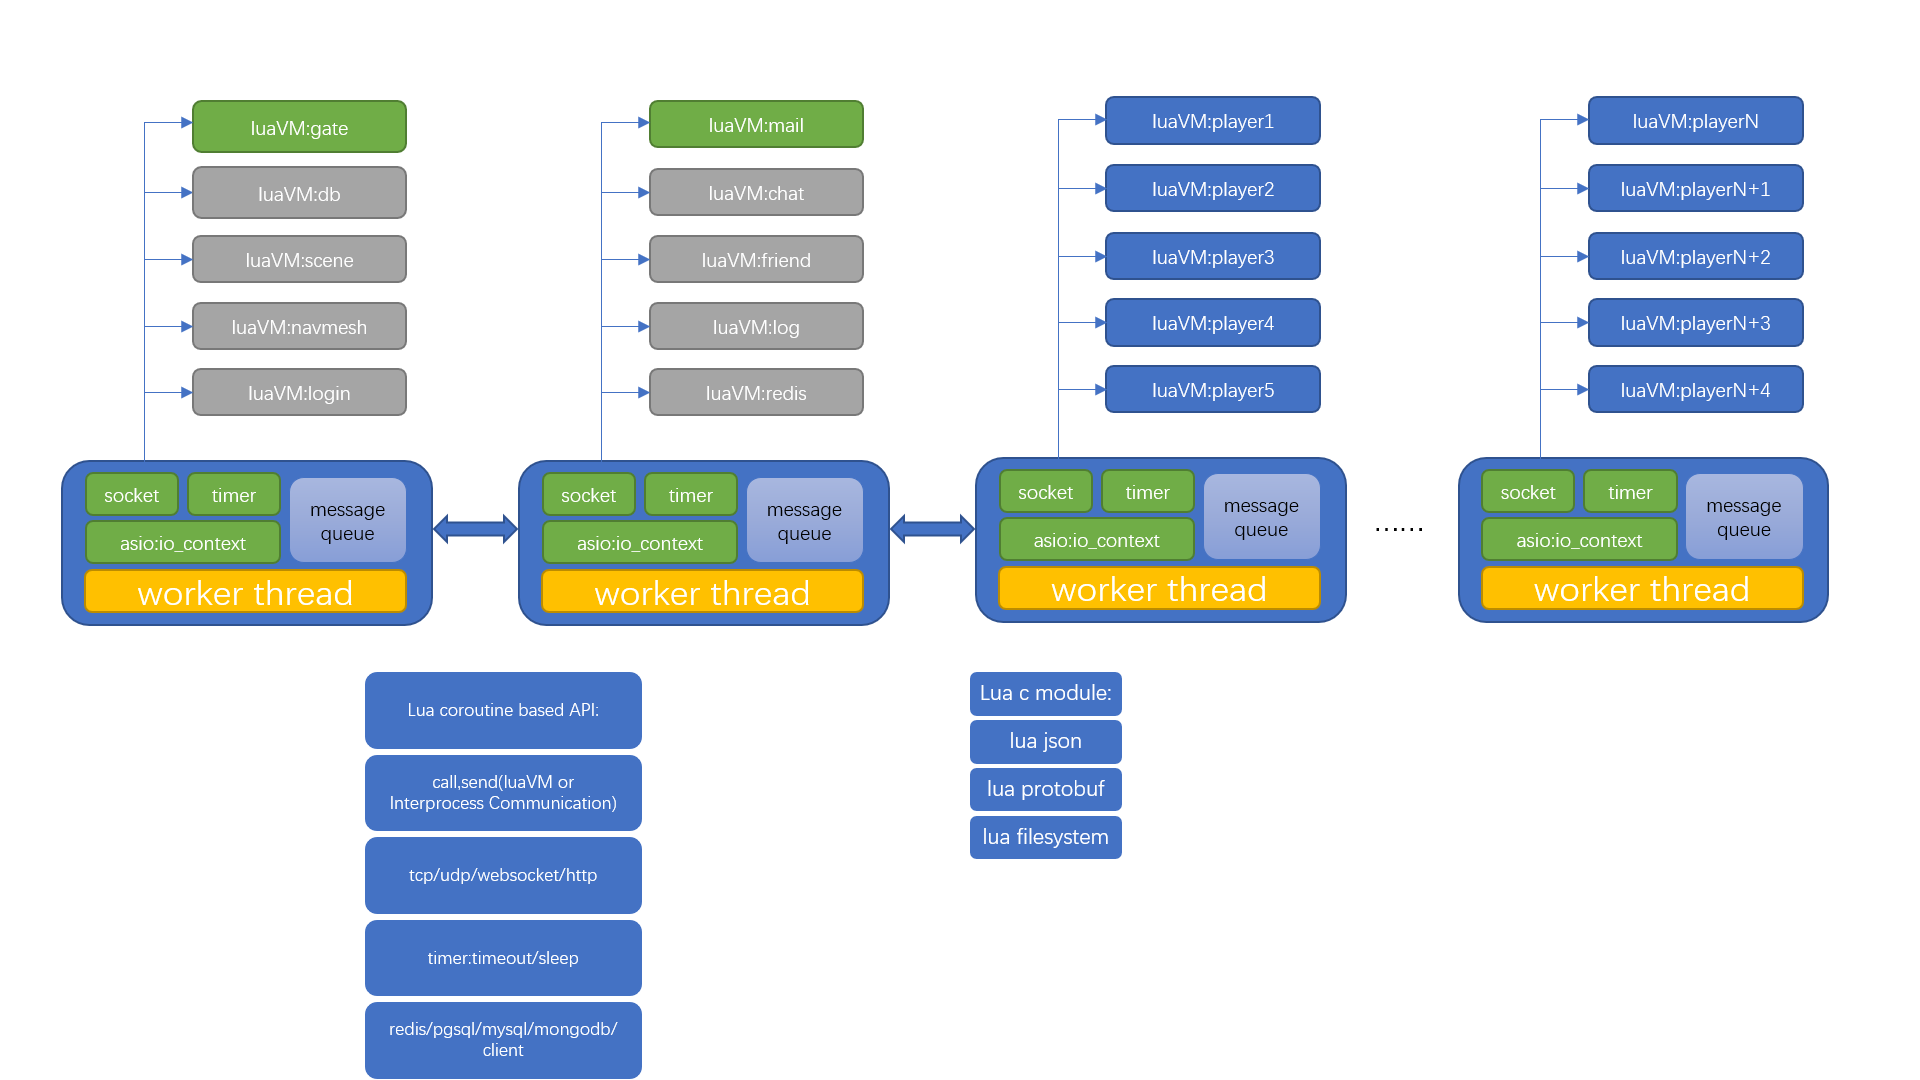 luaVM:gate
luaVM:db
luaVM:scene
luaVM:navmesh
luaVM:login
socket
timer
message
queue
asio:io_context
worker thread
luaVM:mail
luaVM:chat
luaVM:friend
luaVM:log
luaVM:redis
socket
timer
message
queue
asio:io_context
worker thread
luaVM:player1
luaVM:player2
luaVM:player3
luaVM:player4
luaVM:player5
socket
timer
message
queue
asio:io_context
worker thread
......
luaVM:playerN
luaVM:playerN+1
luaVM:playerN+2
luaVM:playerN+3
luaVM:playerN+4
socket
timer
message
queue
asio:io_context
worker thread
Lua coroutine based API:
call,send(luaVM or
Interprocess Communication)
tcp/udp/websocket/http
timer:timeout/sleep
redis/pgsql/mysql/mongodb/
client
Lua c module:
lua json
lua protobuf
lua filesystem